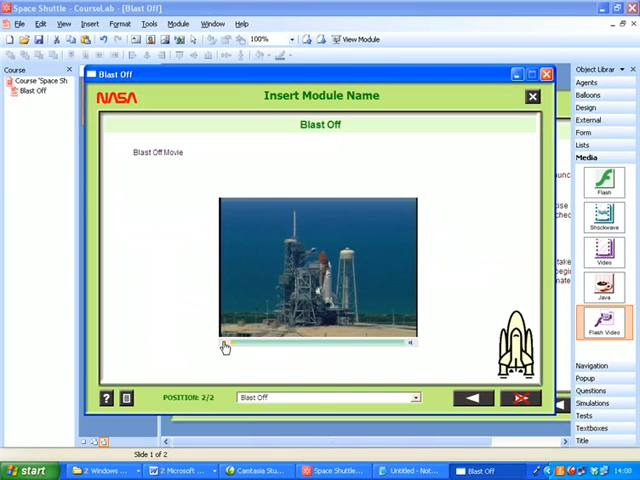 Space Shuttle - CourseLab - [Blast Off]
File Edit View Insert Format Tools Module Window Help
100% View Module
Course
Course 'Space Sh
Blast Off
Blast Off
NASA
Insert Module Name
Blast Off
Blast Off Movie
? POSITION: 2/2 Blast Off
Object Library
Agents
Balloons
Design
External
Form
Lists
Media
Flash
Shockwave
Video
Java
Flash Video
Navigation
Popup
Questions
Simulations
Tests
Textboxes
Title
Slide 1 of 2
start 2 Windows ... 2 Microsoft ... Camtasia Stu... Space Shuttle... Untitled - Not... Blast Off 14:08